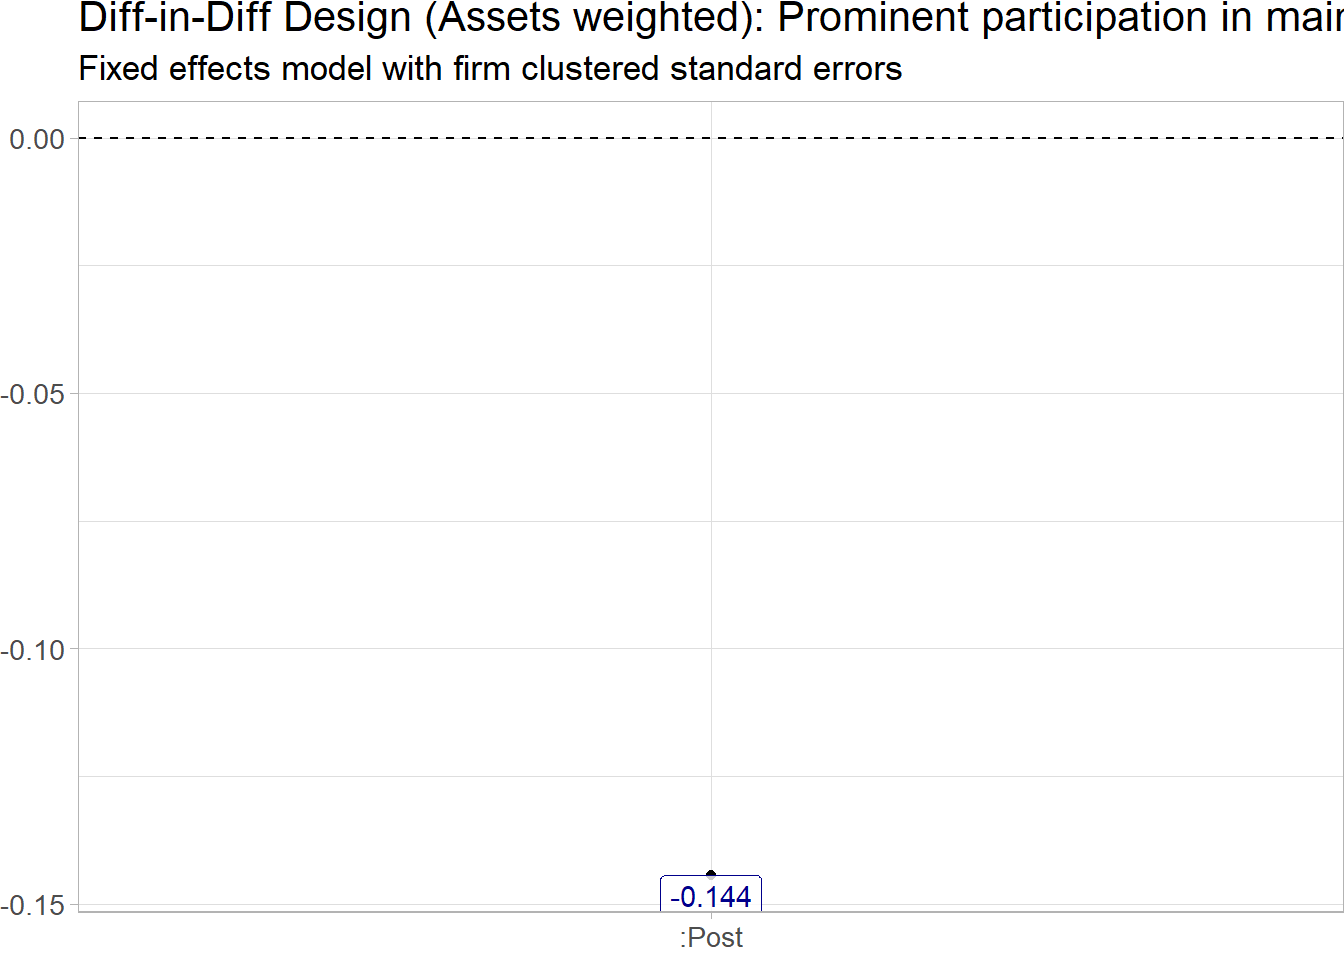 Diff-in-Diff Design (Assets weighted): Prominent participation in
Fixed effects model with firm clustered standard errors
0.00
-0.05
-0.10
-0.15
-0.144
:Post